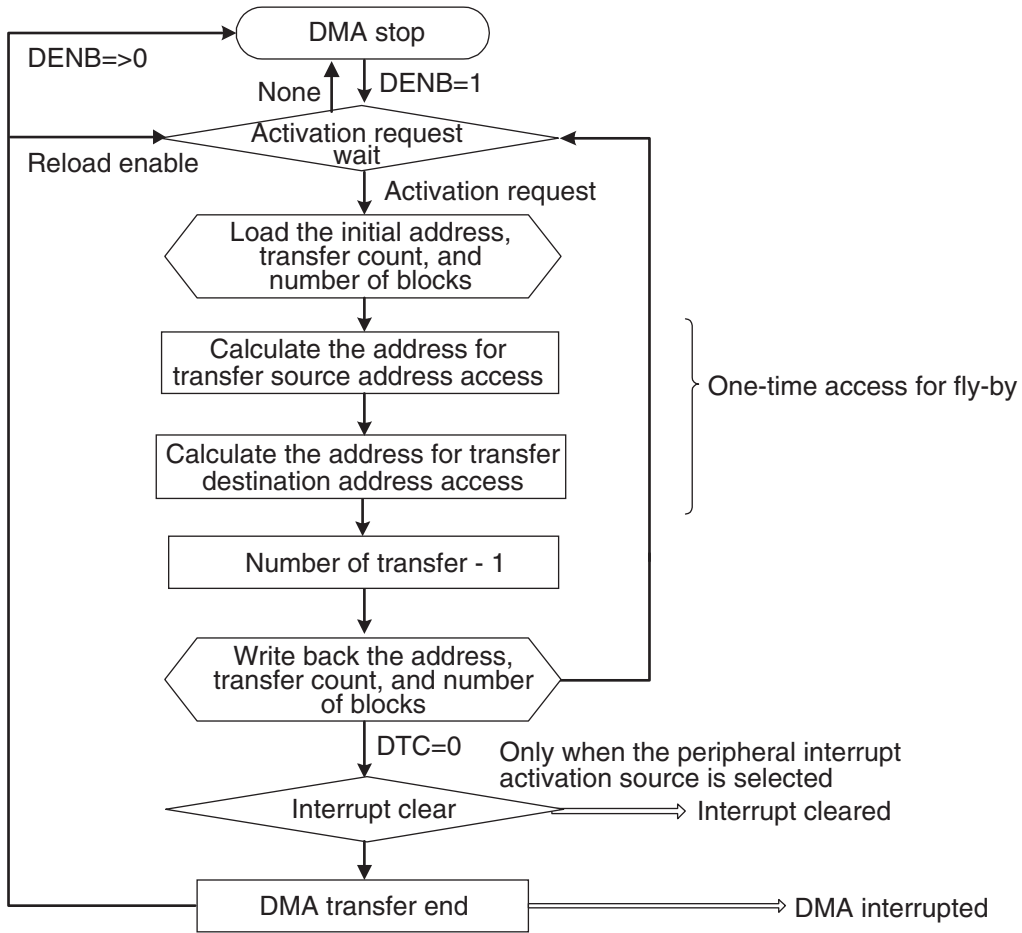 DMA stop
DENB=>0
DENB=1
None
Activation request
wait
Reload enable
Activation request
Load the initial address,
transfer count, and
number of blocks
Calculate the address for
transfer source address access
One-time access for fly-by
Calculate the address for transfer
destination address access
Number of transfer - 1
Write back the address,
transfer count, and number
of blocks
DTC=0
Only when the peripheral interrupt
activation source is selected
Interrupt clear
Interrupt cleared
DMA transfer end
DMA interrupted